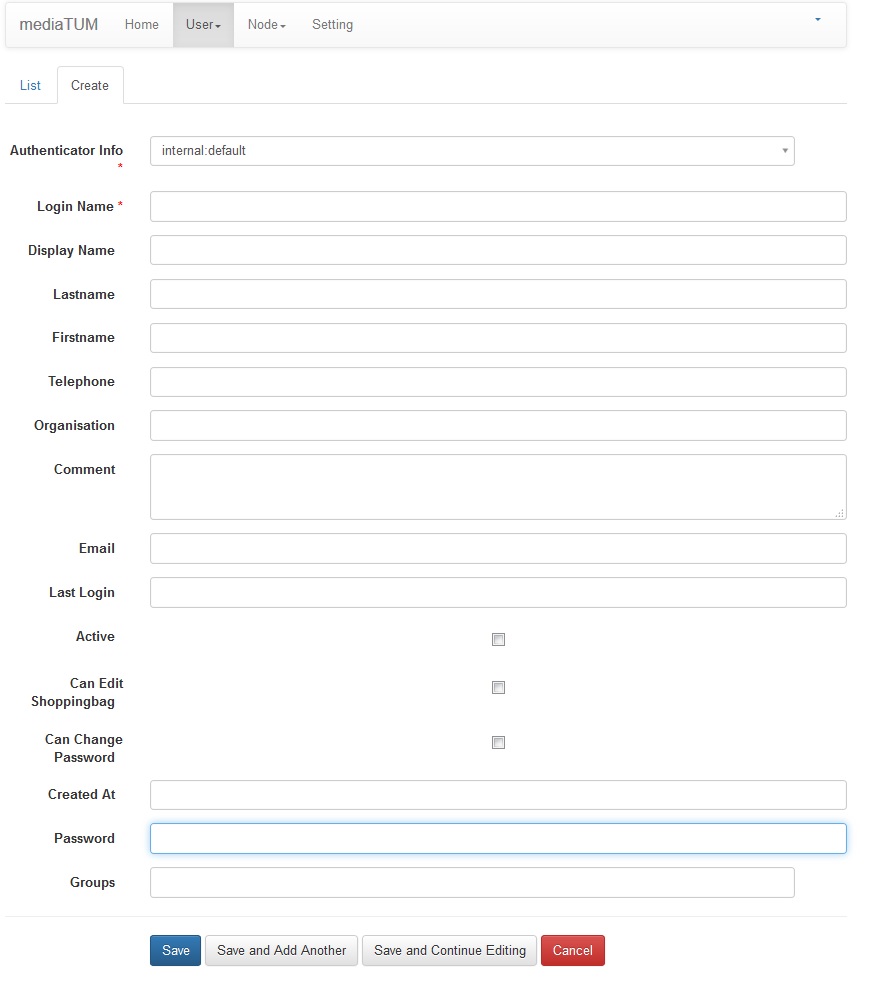 mediaTUM Home User Node Setting
List Create
Authenticator Info internal:default
*
Login Name *
Display Name
Lastname
Firstname
Telephone
Organisation
Comment
Email
Last Login
Active
Can Edit
Shoppingbag
Can Change
Password
Created At
Password
Groups
Save Save and Add Another Save and Continue Editing Cancel